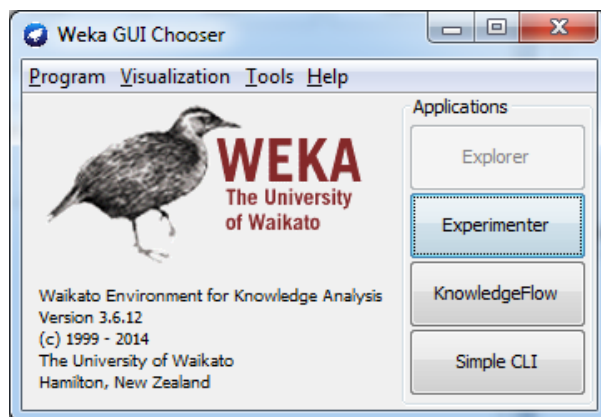 Weka GUI Chooser
Program Visualization Tools Help
Applications
Explorer
WEKA
The University
of Waikato
Experimenter
KnowledgeFlow
Simple CLI
Waikato Environment for Knowledge Analysis
Version 3.6.12
(c) 1999 - 2014
The University of Waikato
Hamilton, New Zealand